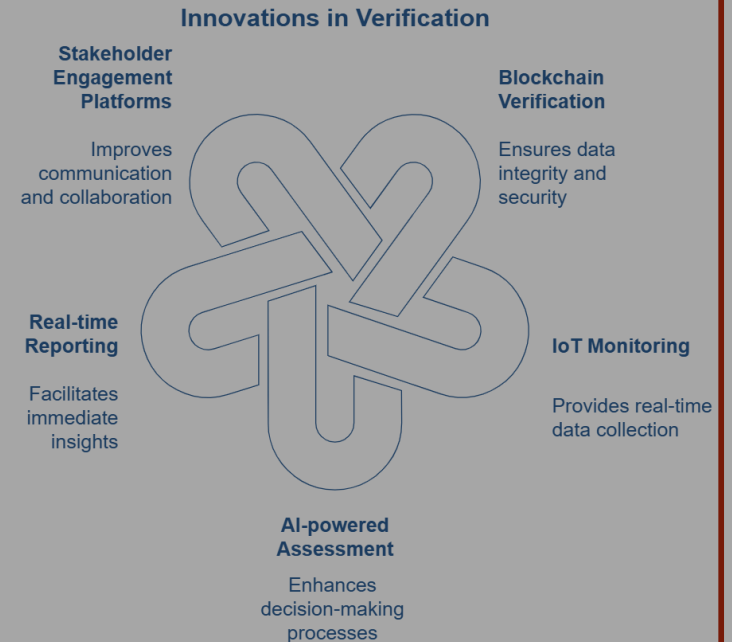 Innovations in Verification
Stakeholder
Engagement
Platforms
Improves
communication
and collaboration
Blockchain
Verification
Ensures data
integrity and
security
Real-time
Reporting
Facilitates
immediate
insights
IoT Monitoring
Provides real-time
data collection
AI-powered
Assessment
Enhances
decision-making
processes